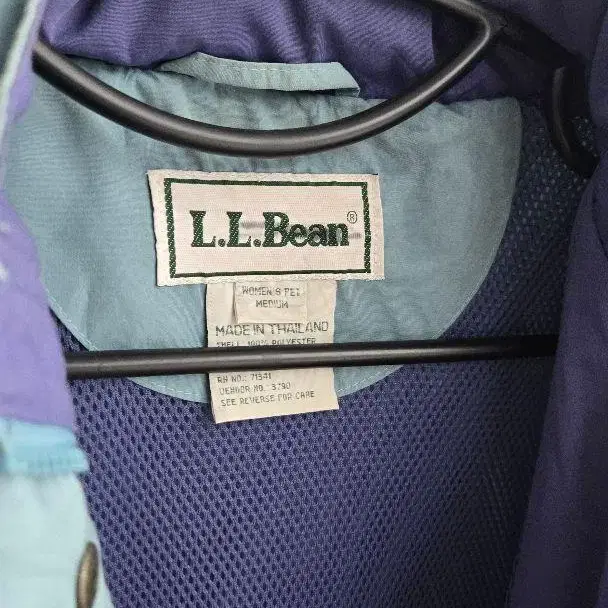 L.L.Bean®
WOMEN'S PET
MEDIUM
MADE IN THAILAND
SHELL 100% POLYESTER
RN NO.: 71341
VENDOR NO.: 3790
SEE REVERSE FOR CARE